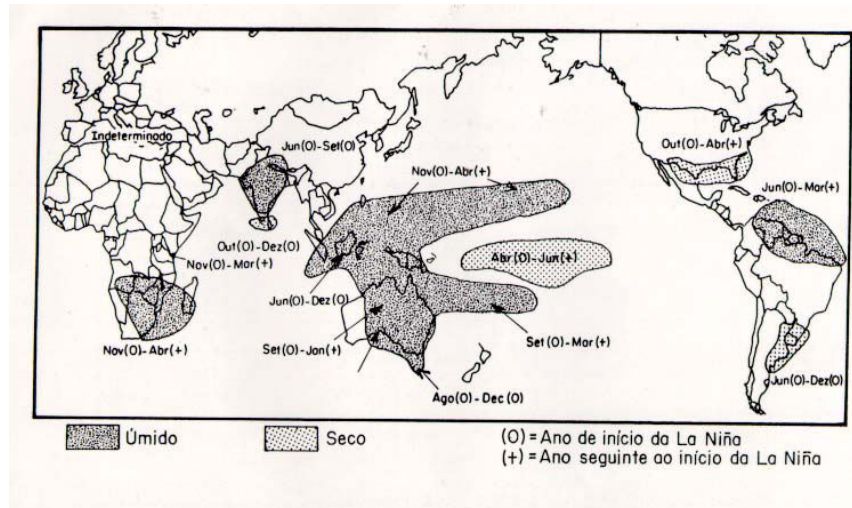 Indeterminado
Jun(0)-Set(0)
Out(0)-Abr(+)
Nov(0)-Abr(+)
Jun(0)-Mar(+)
Out(0)-Dez(0)
Nov(0)-Mar(+)
Abr(0)-Jun(+)
Jun(0)-Dez(0)
Nov(0)-Abr(+)
Set(0)-Jan(+)
Set(0)-Mar(+)
Jun(0)-Dez(0)
Ago(0)-Dec(0)
Úmido
Seco
(0)=Ano de início da La Niña
(+)=Ano seguinte ao início da La Niña